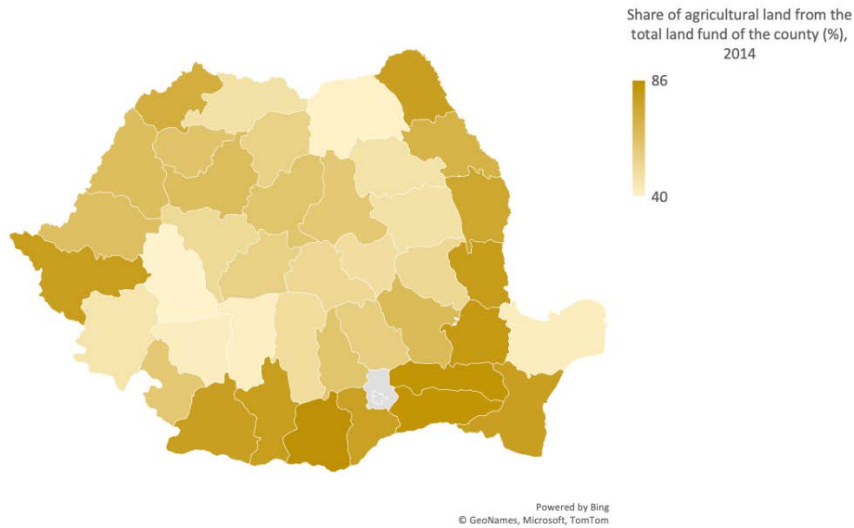 Share of agricultural land from the
total land fund of the county (%),
2014
86
40
Powered by Bing
© GeoNames, Microsoft, TomTom